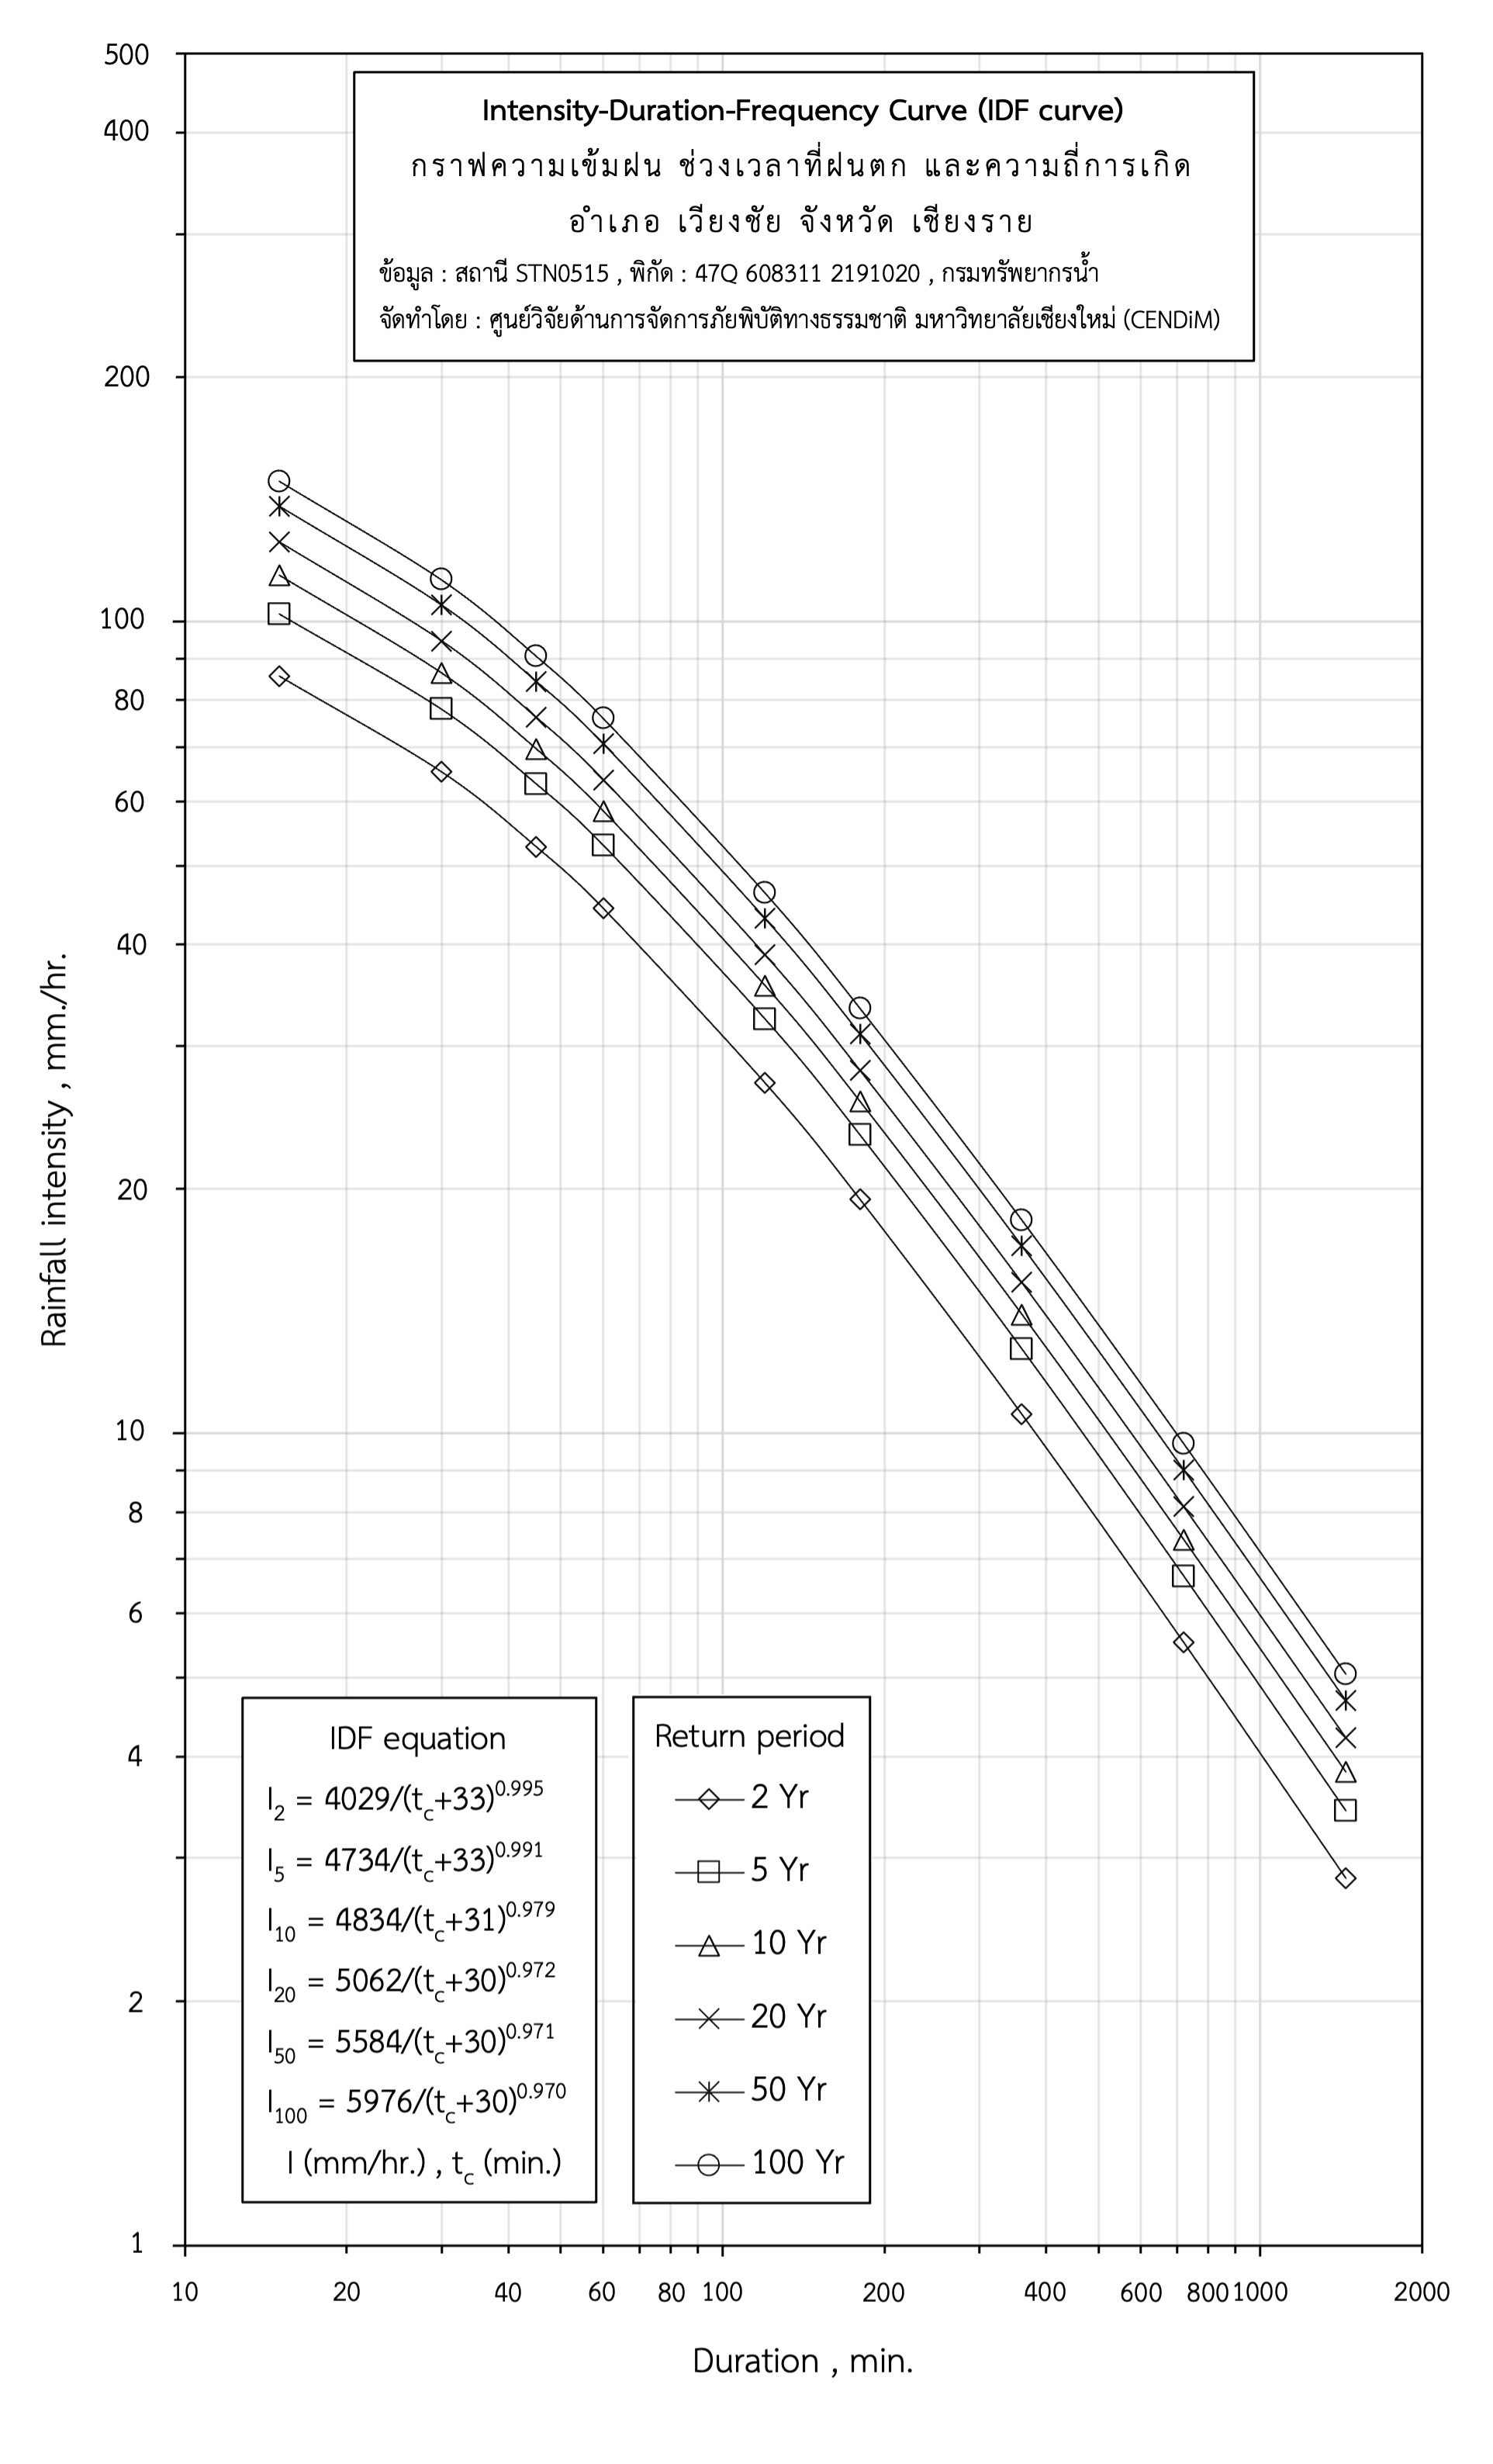 500
Intensity-Duration-Frequency Curve (IDF curve)
400
กราฟความเข้มฝน ช่วงเวลาที่ฝนตก และความถี่การเกิด
อำเภอ เวียงชัย จังหวัด เชียงราย
ข้อมูล : สถานี STN0515 , พิกัด : 47Q 608311 2191020 , กรมทรัพยากรน้ำ
จัดทำโดย : ศูนย์วิจัยด้านการจัดการภัยพิบัติทางธรรมชาติ มหาวิทยาลัยเชียงใหม่ (CENDiM)
200
100
80
60
40
20
10
8
6
4
2
1
Rainfall intensity , mm./hr.
IDF equation
I₂ = 4029/(t꜀+33)^0.995
I₅ = 4734/(t꜀+33)^0.991
I₁₀ = 4834/(t꜀+31)^0.979
I₂₀ = 5062/(t꜀+30)^0.972
I₅₀ = 5584/(t꜀+30)^0.971
I₁₀₀ = 5976/(t꜀+30)^0.970
I (mm/hr.) , t꜀ (min.)
Return period
2 Yr
5 Yr
10 Yr
20 Yr
50 Yr
100 Yr
10 20 40 60 80 100 200 400 600 800 1000 2000
Duration , min.